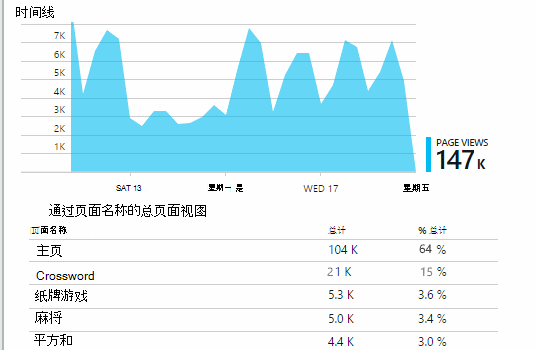 时间线
7K
6K
5K
4K
3K
2K
1K
SAT 13 星期一 是 WED 17 星期五
PAGE VIEWS
147 K
通过页面名称的总页面视图
页面名称 总计 % 总计
主页 104 K 64 %
Crossword 21 K 15 %
纸牌游戏 5.3 K 3.6 %
麻将 5.0 K 3.4 %
平方和 4.4 K 3.0 %